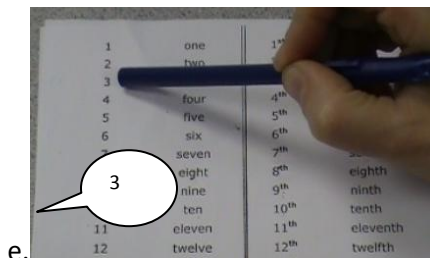 1 one 1st
2 two
3
4 four 4th
5 five 5th
6 six 6th
seven 7th
eight 8th eighth
3
nine 9th ninth
ten 10th tenth
11 eleven 11th eleventh
12 twelve 12th twelfth
e.